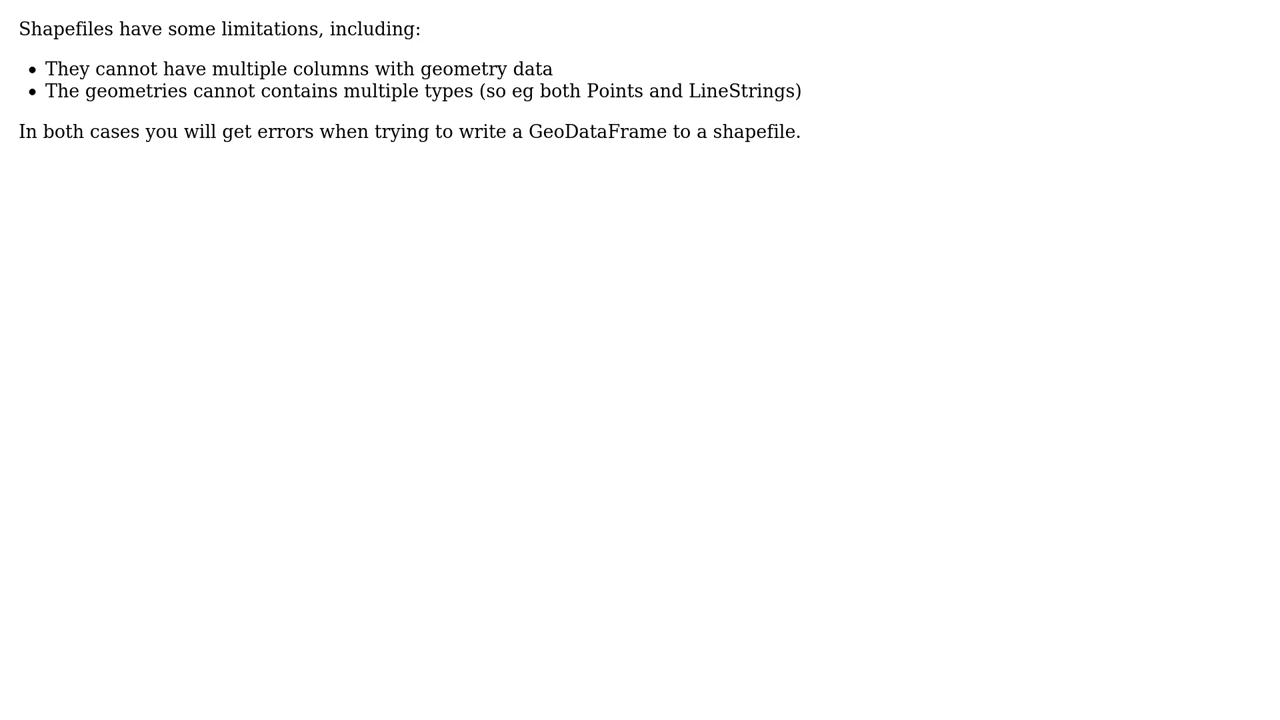 Shapefiles have some limitations, including:
• They cannot have multiple columns with geometry data
• The geometries cannot contains multiple types (so eg both Points and LineStrings)
In both cases you will get errors when trying to write a GeoDataFrame to a shapefile.